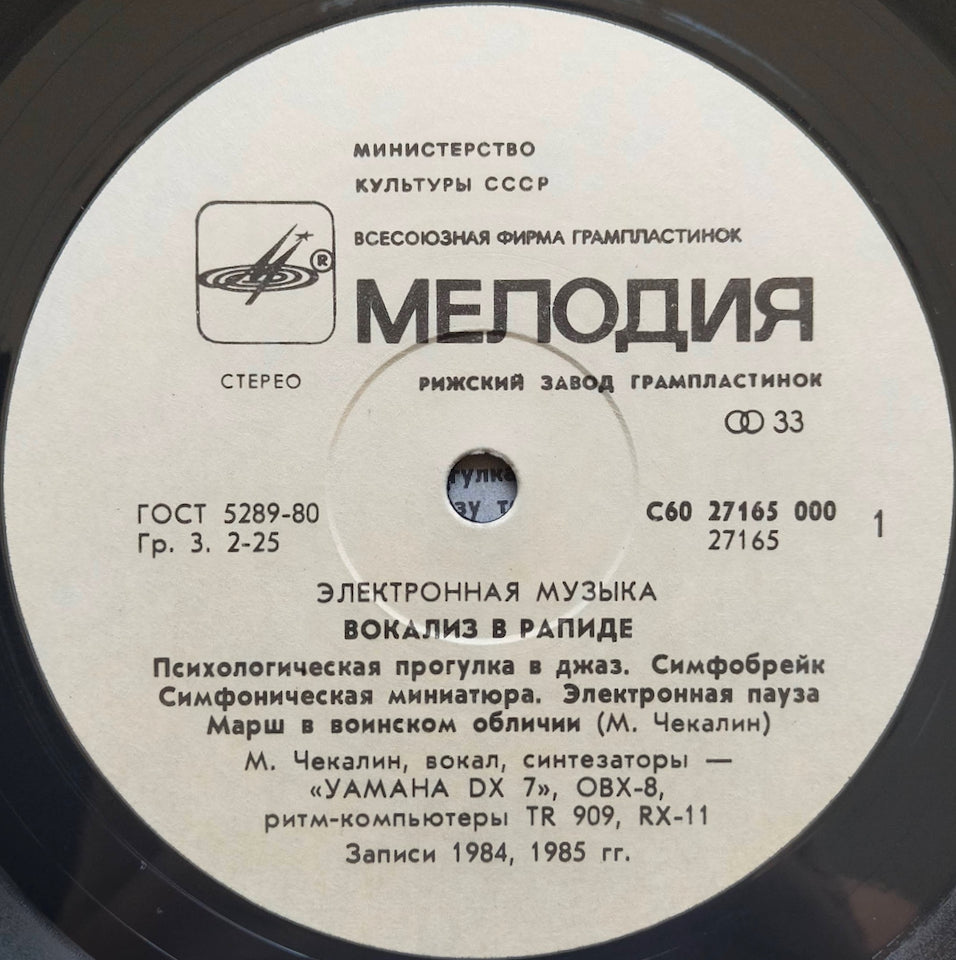 МИНИСТЕРСТВО
КУЛЬТУРЫ СССР
ВСЕСОЮЗНАЯ ФИРМА ГРАМПЛАСТИНОК
®
МЕЛОДИЯ
СТЕРЕО
РИЖСКИЙ ЗАВОД ГРАМПЛАСТИНОК
33
ГОСТ 5289-80
Гр. 3. 2-25
С60 27165 000
27165
1
ЭЛЕКТРОННАЯ МУЗЫКА
ВОКАЛИЗ В РАПИДЕ
Психологическая прогулка в джаз. Симфобрейк
Симфоническая миниатюра. Электронная пауза
Марш в воинском обличии (М. Чекалин)
М. Чекалин, вокал, синтезаторы —
«YAMAHA DX 7», OBX-8,
ритм-компьютеры TR 909, RX-11
Записи 1984, 1985 гг.